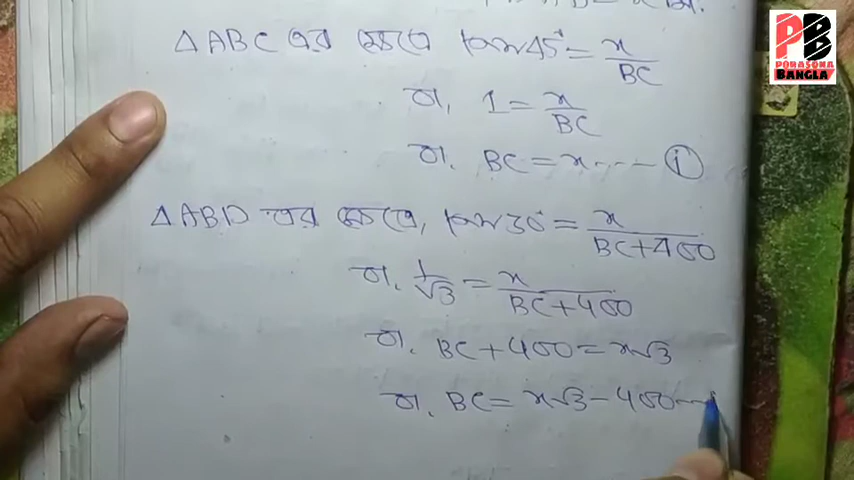 PB
PORASONA
BANGLA
△ABC এর ক্ষেত্রে tan45° = x/BC
বা, 1 = x/BC
বা, BC = x --- (i)
△ABD এর ক্ষেত্রে, tan30° = x/BC+400
বা, 1/√3 = x/BC+400
বা, BC+400 = x√3
বা, BC = x√3 - 400 --